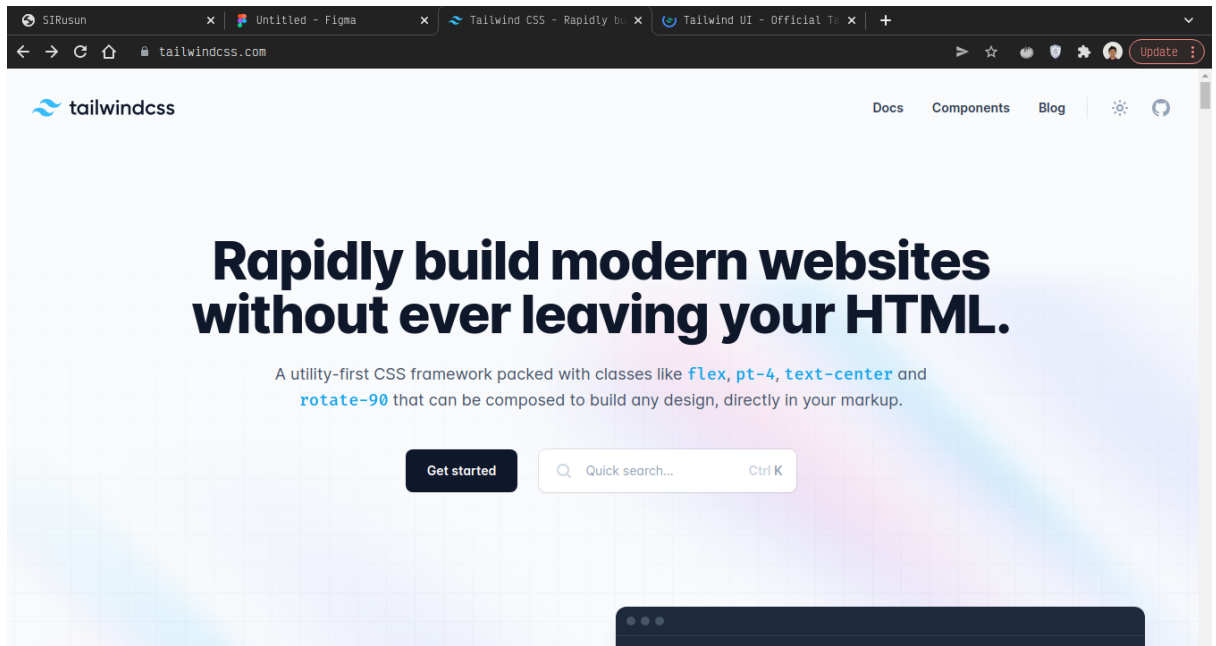 SIRusun
Untitled – Figma
Tailwind CSS – Rapidly bu
Tailwind UI – Official Ta
tailwindcss.com
Update
tailwindcss
Docs
Components
Blog
Rapidly build modern websites
without ever leaving your HTML.
A utility-first CSS framework packed with classes like flex, pt-4, text-center and
rotate-90 that can be composed to build any design, directly in your markup.
Get started
Quick search...
Ctrl K